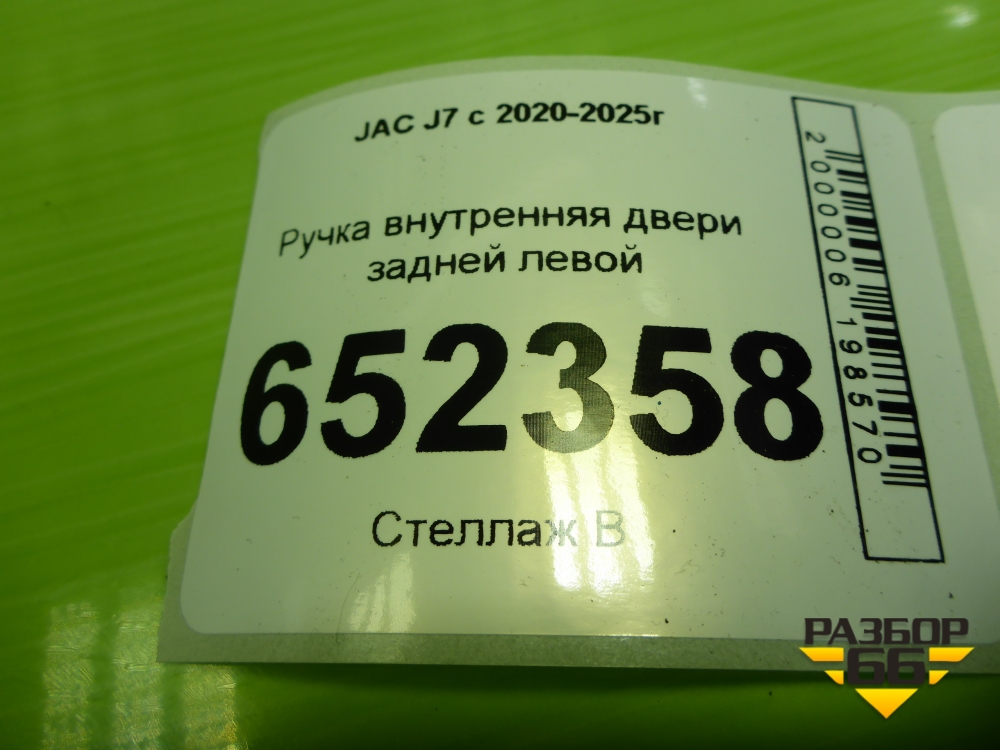 JAC J7 с 2020-2025г
Ручка внутренняя двери
задней левой
652358
Стеллаж В
2000006198570
РАЗБОР
66